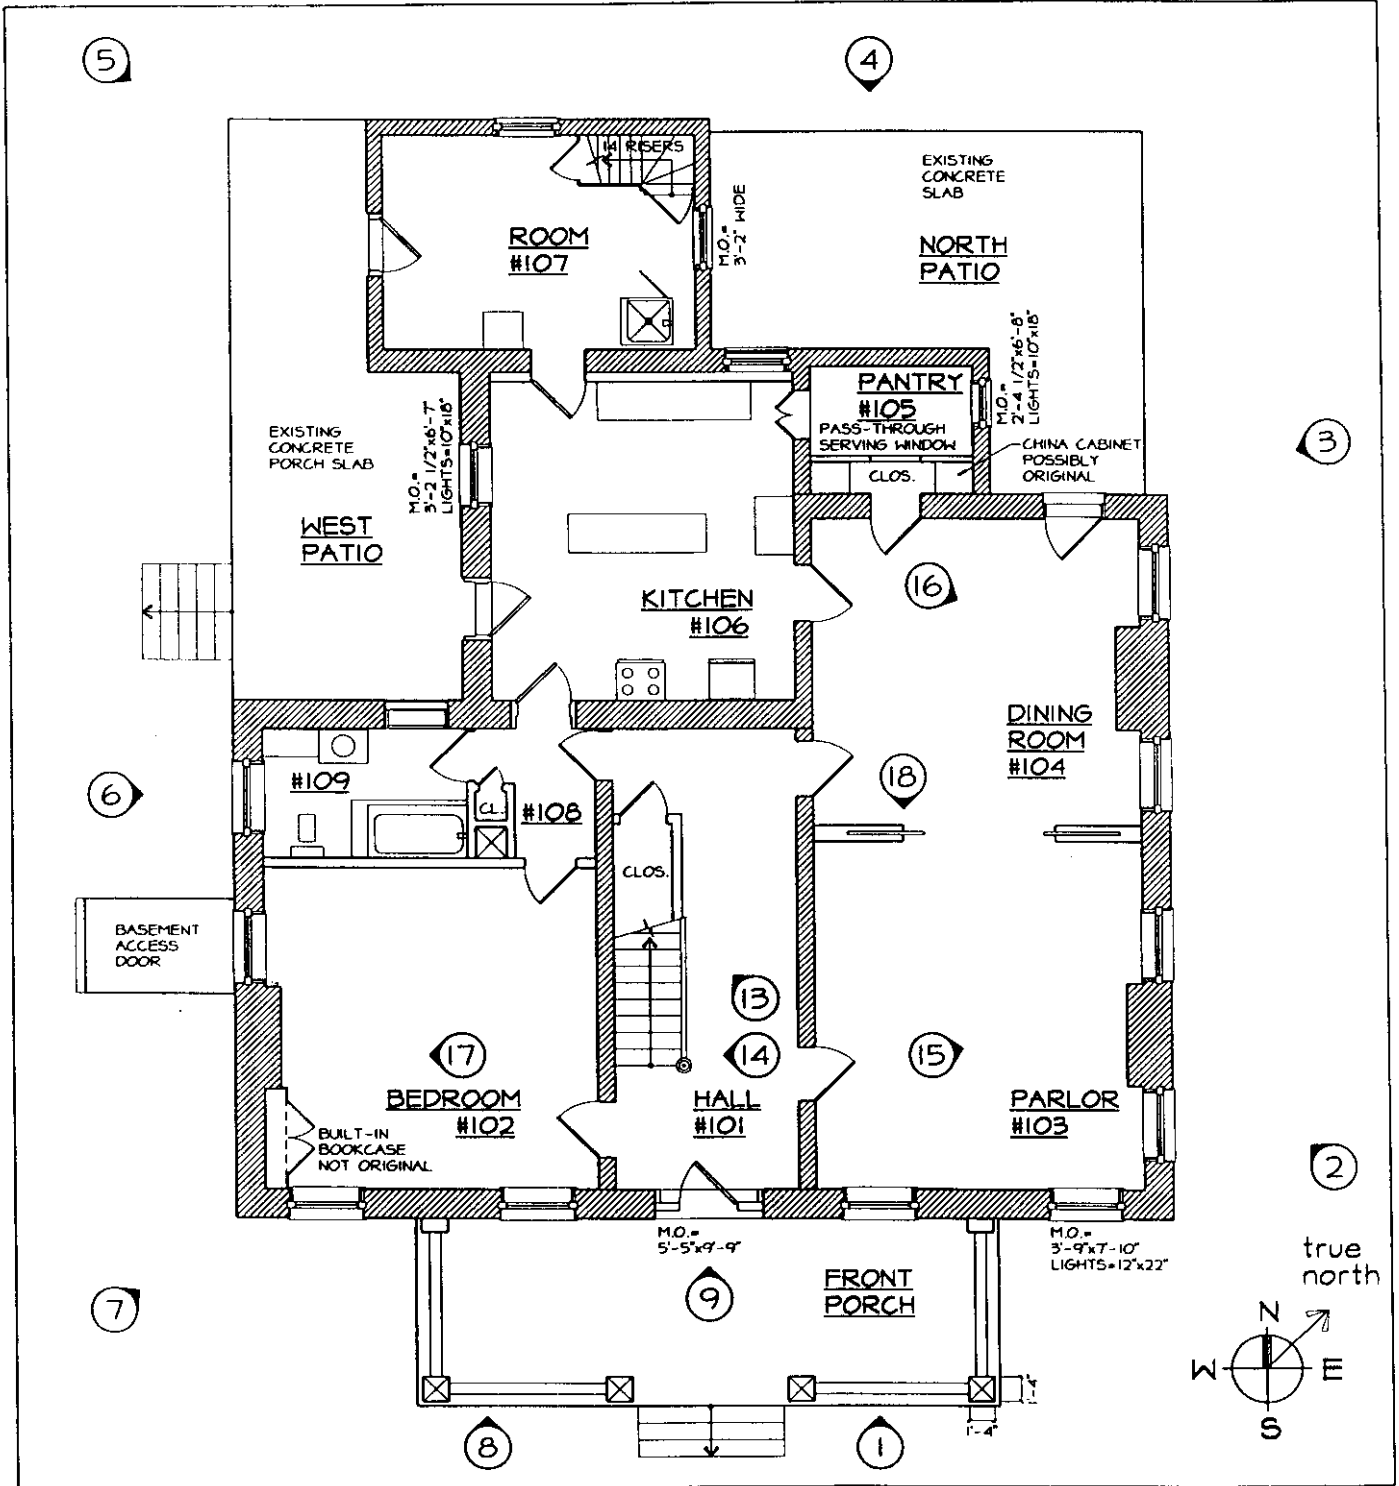 5
4
14 RISERS
EXISTING
CONCRETE
SLAB
M.O.=
3'-2" WIDE
ROOM
#107
NORTH
PATIO
M.O.=
2'-4 1/2"x6'-8"
LIGHTS=10"x18"
PANTRY
#105
PASS-THROUGH
SERVING WINDOW
CLOS.
CHINA CABINET
POSSIBLY
ORIGINAL
3
EXISTING
CONCRETE
PORCH SLAB
M.O.=
3'-2 1/2"x6'-7"
LIGHTS=10"x18"
WEST
PATIO
16
KITCHEN
#106
DINING
ROOM
#104
18
6
#109
CL.
#108
CLOS.
BASEMENT
ACCESS
DOOR
13
17
14
15
BEDROOM
#102
HALL
#101
PARLOR
#103
BUILT-IN
BOOKCASE
NOT ORIGINAL
2
M.O.=
5'-5"x9'-9"
M.O.=
3'-9"x7'-10"
LIGHTS=12"x22"
true
north
7
9
FRONT
PORCH
N
W
E
S
1'-4"
1'-4"
8
1